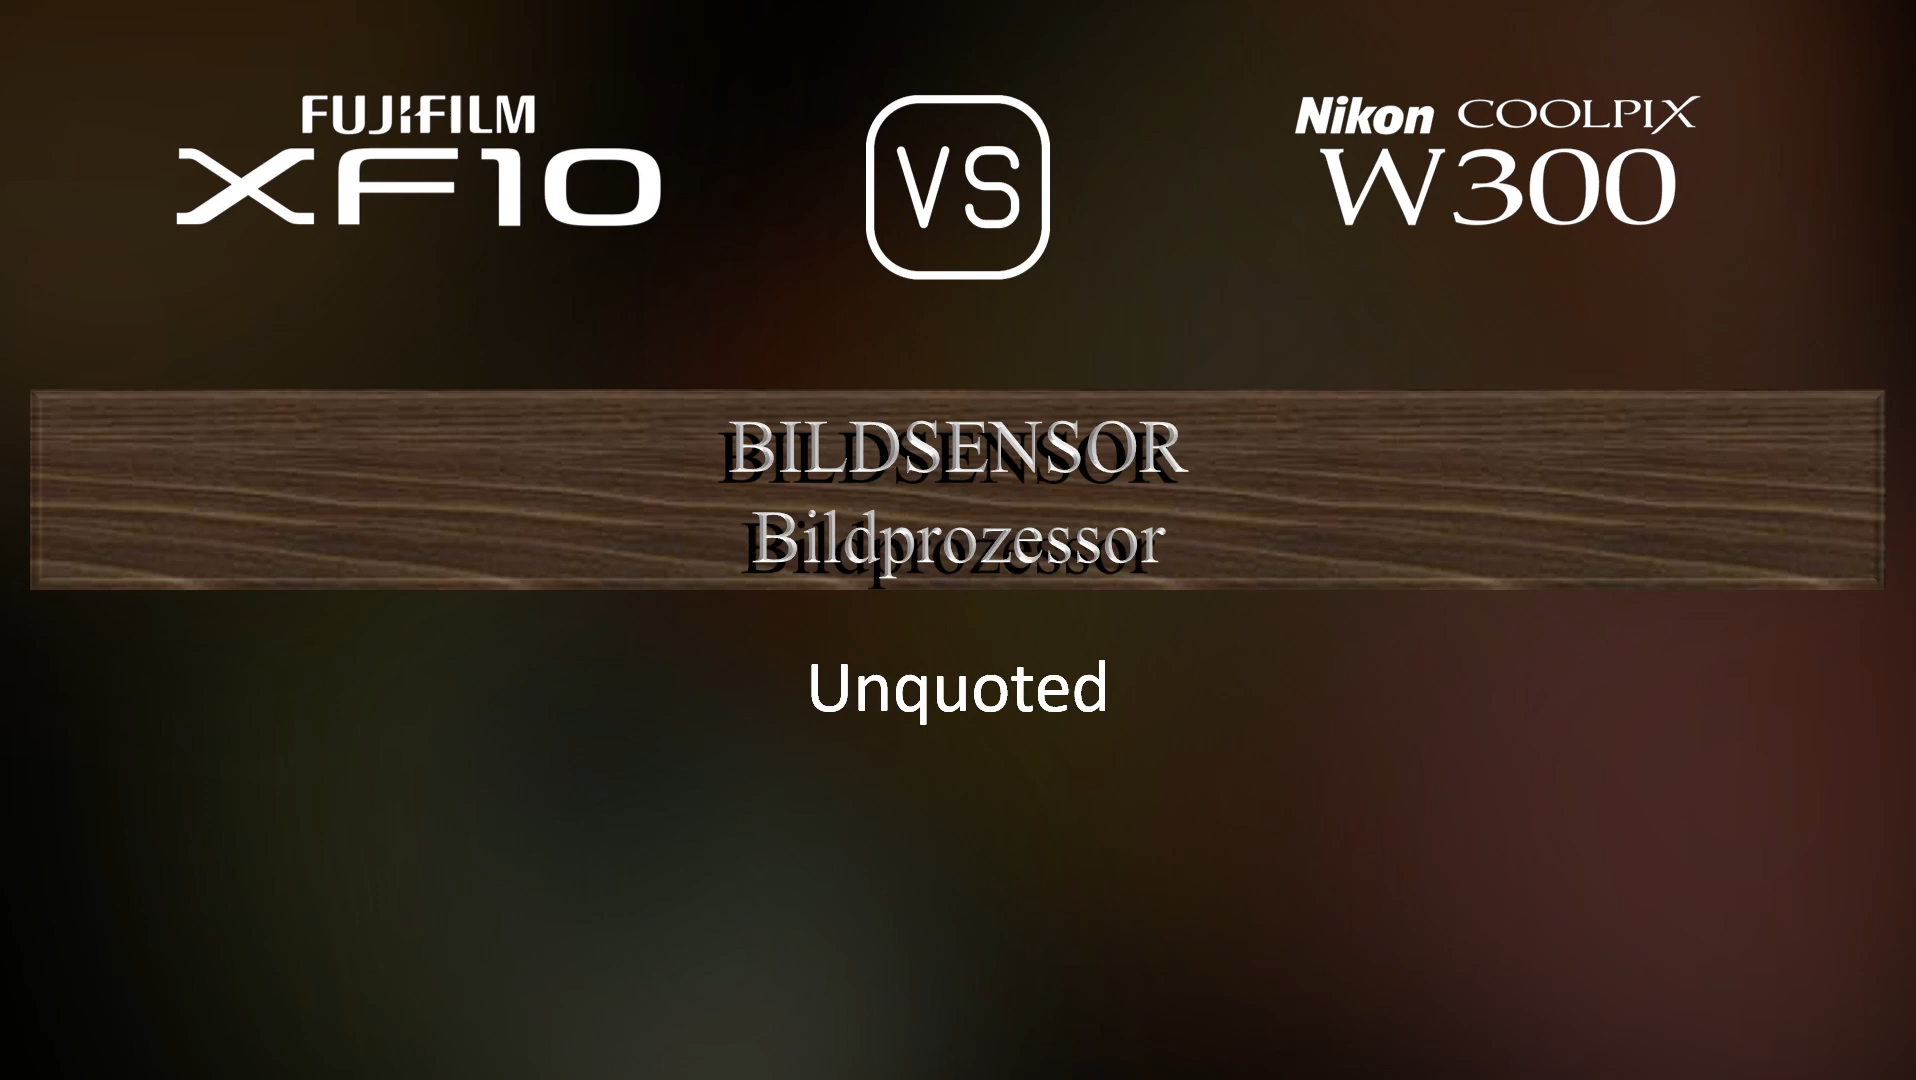 FUJIFILM
XF10
VS
Nikon COOLPIX
W300
BILDSENSOR
Bildprozessor
Unquoted